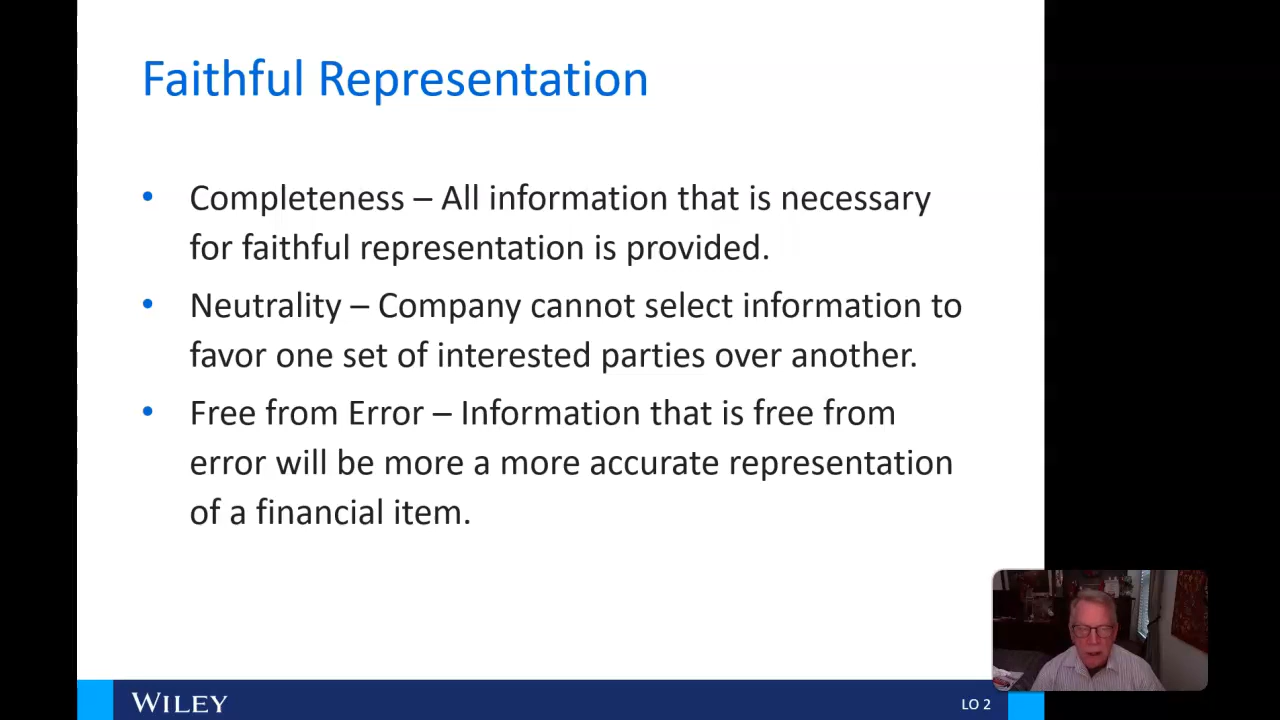 Faithful Representation
• Completeness – All information that is necessary
for faithful representation is provided.
• Neutrality – Company cannot select information to
favor one set of interested parties over another.
• Free from Error – Information that is free from
error will be more a more accurate representation
of a financial item.
WILEY
LO 2